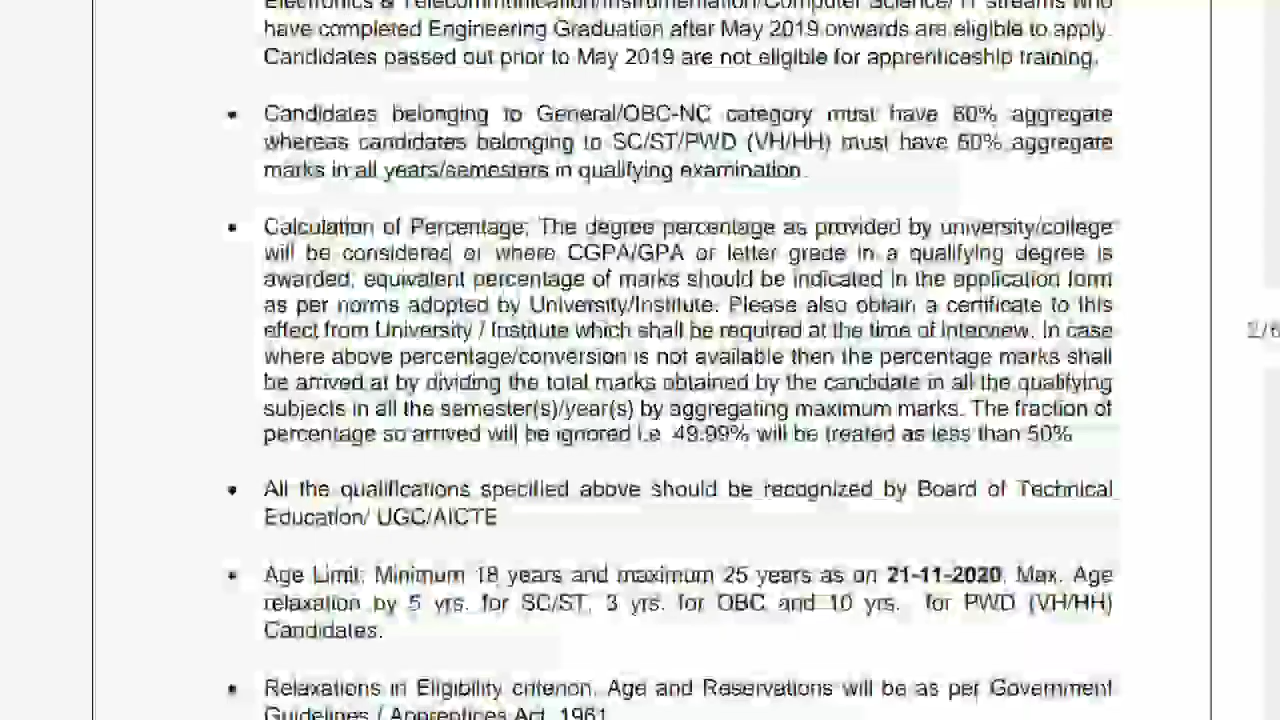 Electronics & Telecommunication/Instrumentation/Computer Science/ IT streams who
have completed Engineering Graduation after May 2019 onwards are eligible to apply.
Candidates passed out prior to May 2019 are not eligible for apprenticeship training.
• Candidates belonging to General/OBC-NC category must have 60% aggregate
whereas candidates belonging to SC/ST/PWD (VH/HH) must have 50% aggregate
marks in all years/semesters in qualifying examination.
• Calculation of Percentage: The degree percentage as provided by university/college
will be considered or where CGPA/GPA or letter grade in a qualifying degree is
awarded; equivalent percentage of marks should be indicated in the application form
as per norms adopted by University/Institute. Please also obtain a certificate to this
effect from University / Institute which shall be required at the time of Interview. In case
where above percentage/conversion is not available then the percentage marks shall
be arrived at by dividing the total marks obtained by the candidate in all the qualifying
subjects in all the semester(s)/year(s) by aggregating maximum marks. The fraction of
percentage so arrived will be ignored i.e 49.99% will be treated as less than 50%
• All the qualifications specified above should be recognized by Board of Technical
Education/ UGC/AICTE
• Age Limit: Minimum 18 years and maximum 25 years as on 21-11-2020. Max. Age
relaxation by 5 yrs. for SC/ST, 3 yrs. for OBC and 10 yrs. for PWD (VH/HH)
Candidates.
• Relaxations in Eligibility criterion, Age and Reservations will be as per Government
Guidelines / Apprentices Act, 1961